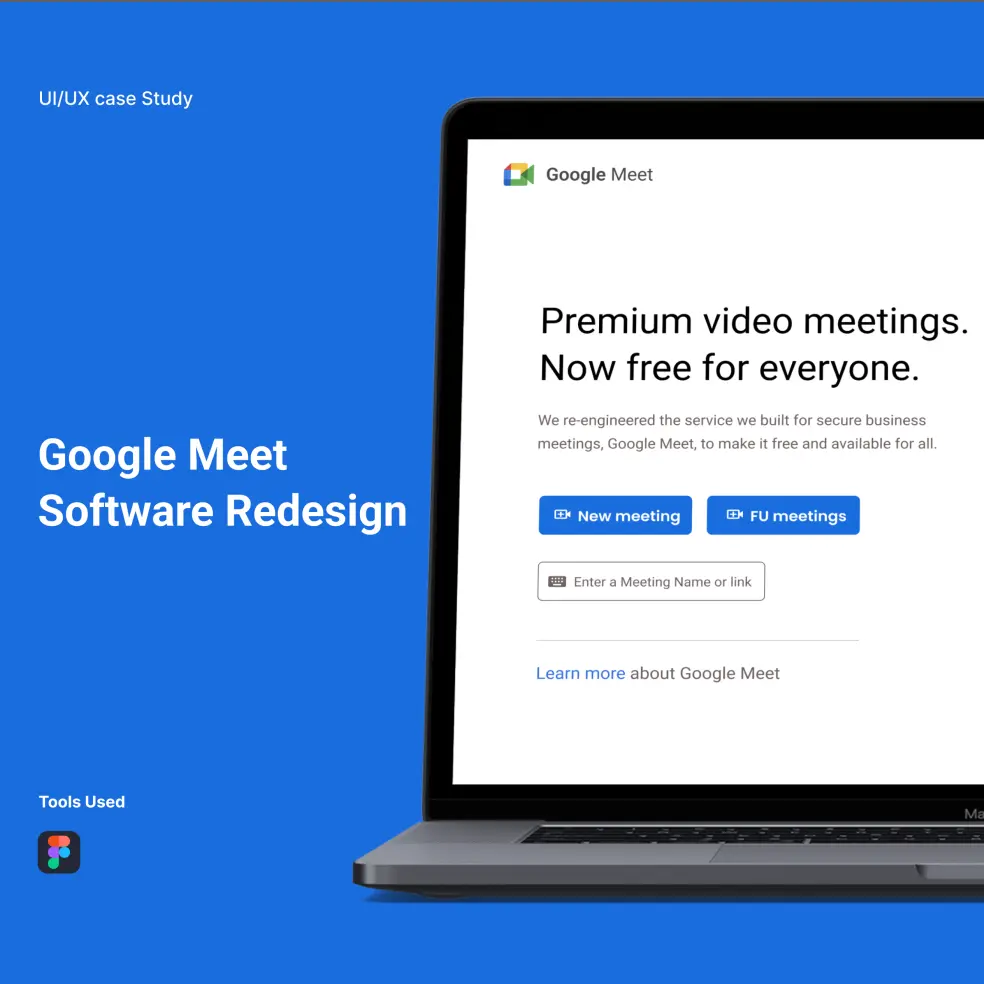 UI/UX case Study
Google Meet
Software Redesign
Tools Used
Google Meet
Premium video meetings.
Now free for everyone.
We re-engineered the service we built for secure business
meetings, Google Meet, to make it free and available for all.
New meeting
FU meetings
Enter a Meeting Name or link
Learn more about Google Meet